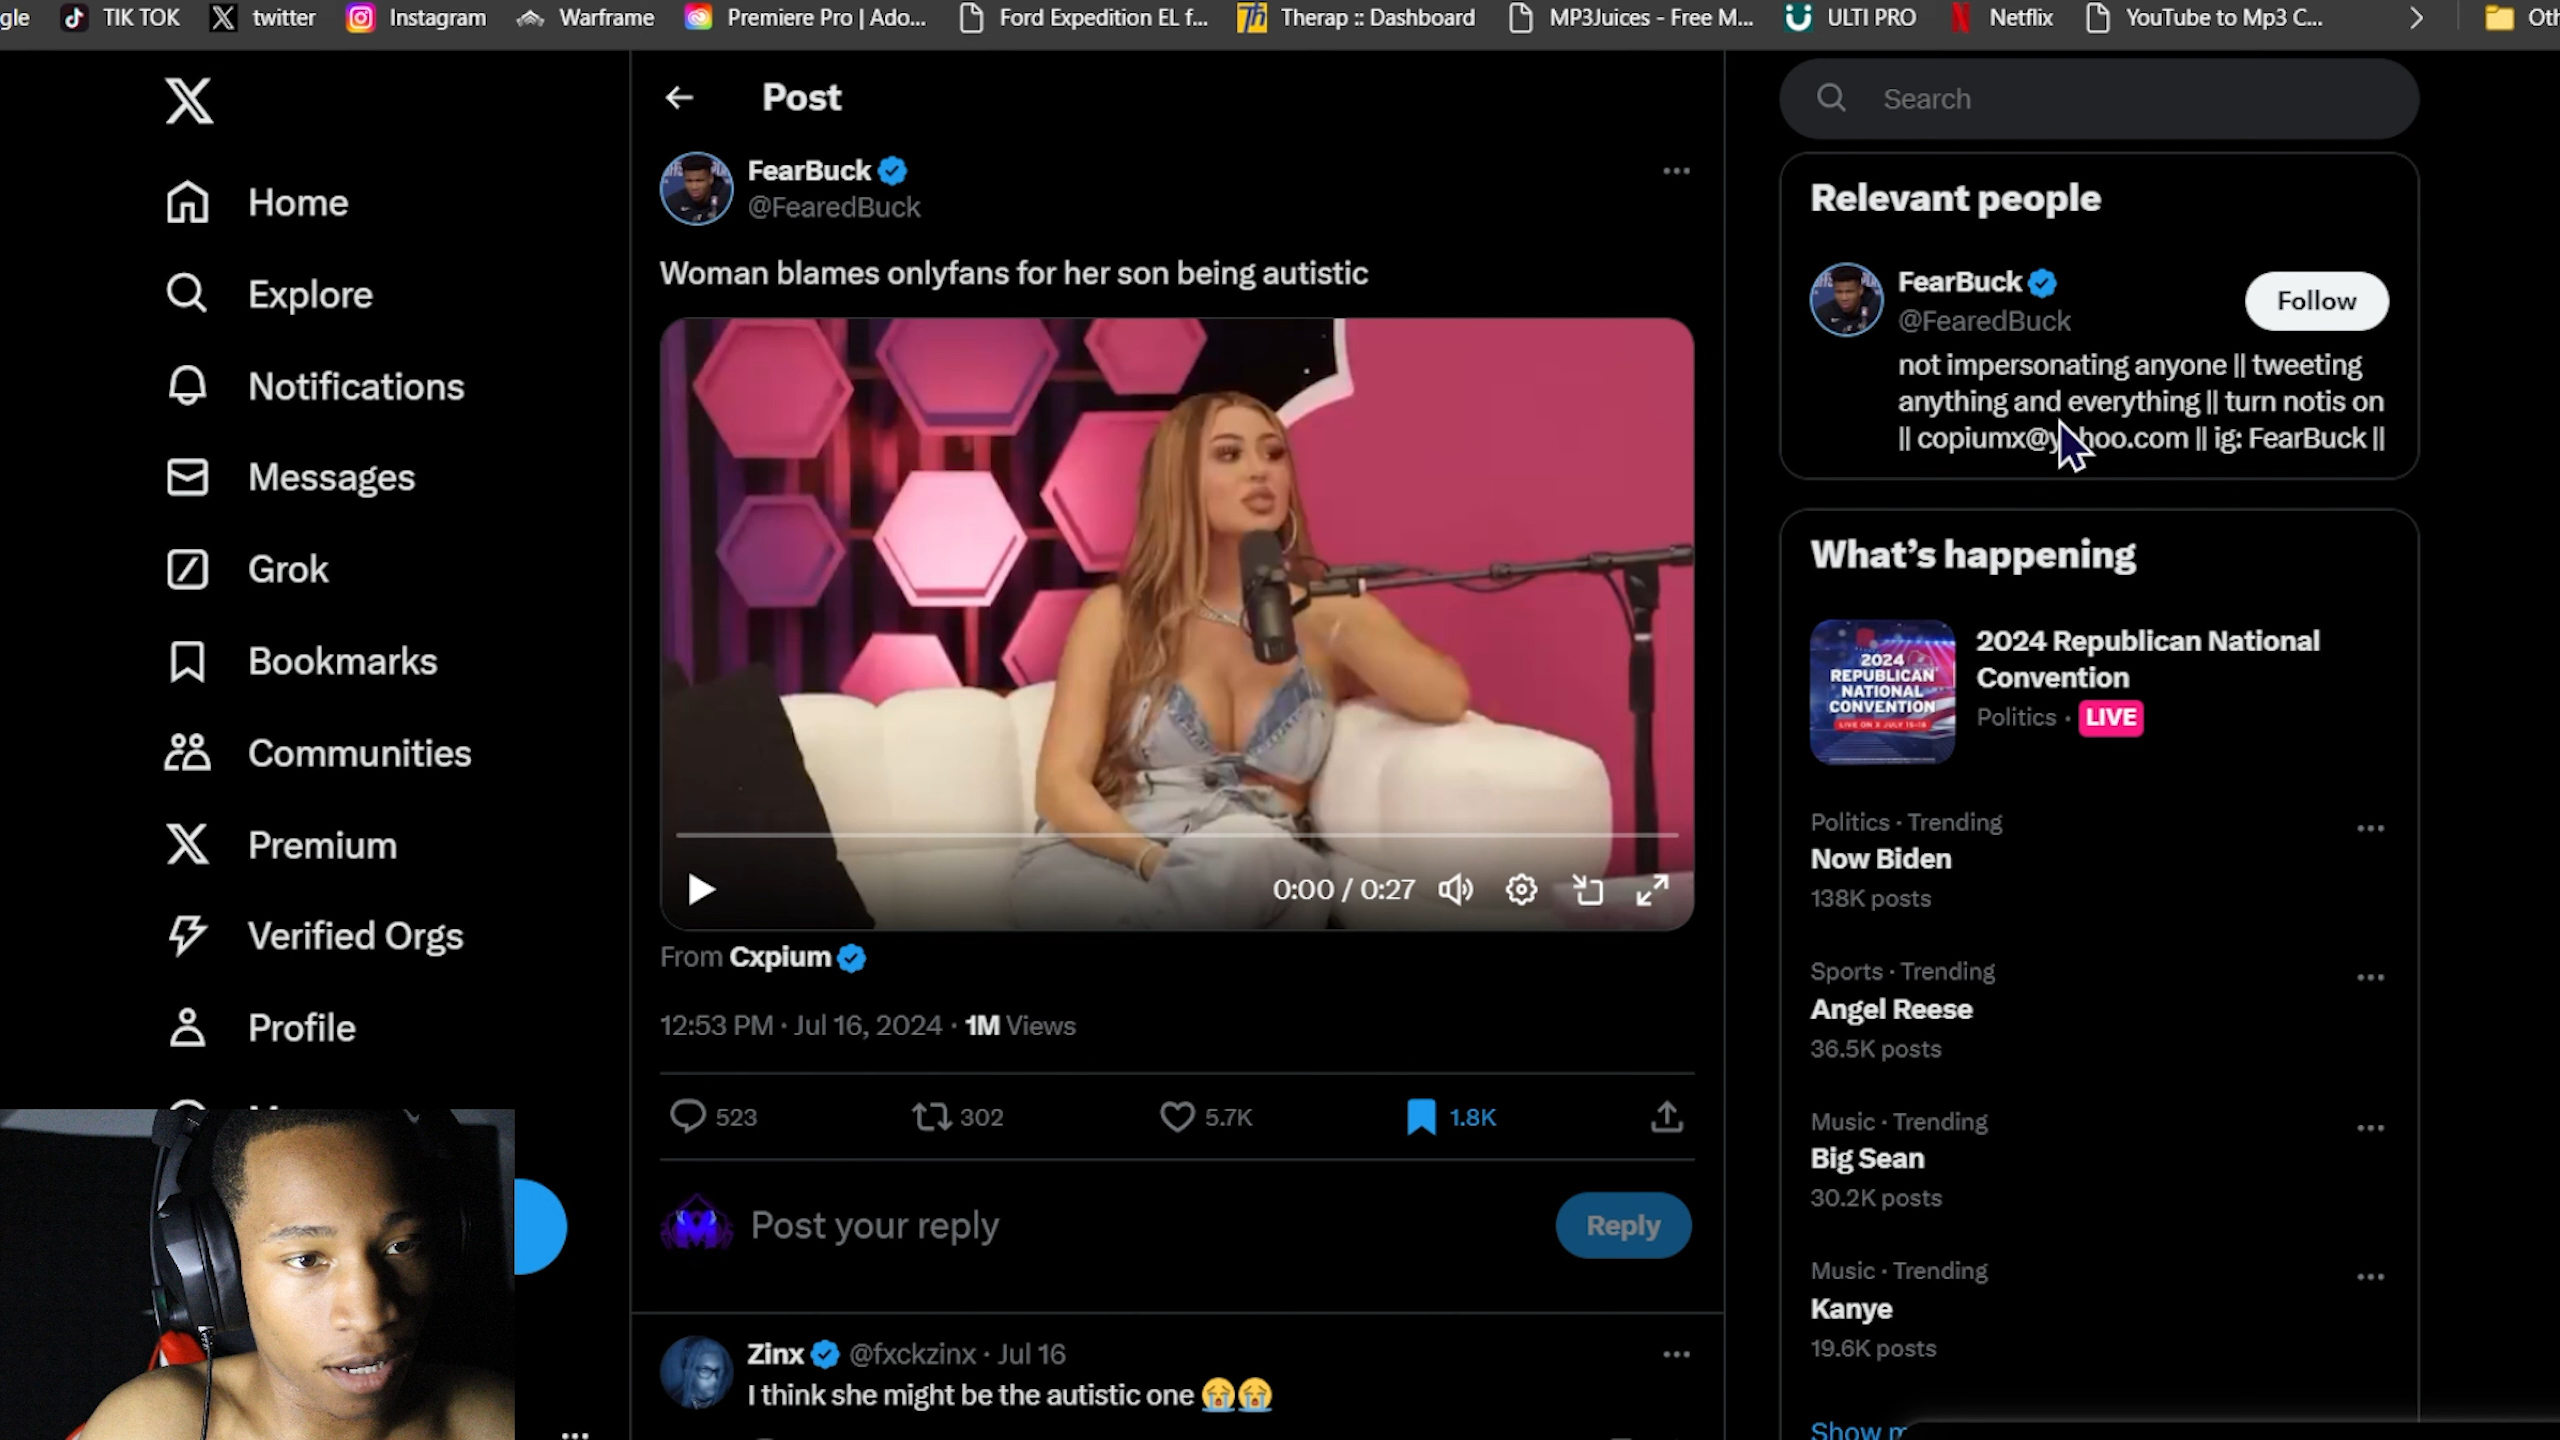 gle TIK TOK twitter Instagram Warframe Premiere Pro | Ado... Ford Expedition EL f... Therap :: Dashboard MP3Juices - Free M... ULTI PRO Netflix YouTube to Mp3 C... Oth
Home
Explore
Notifications
Messages
Grok
Bookmarks
Communities
Premium
Verified Orgs
Profile
Post
FearBuck
@FearedBuck
Woman blames onlyfans for her son being autistic
0:00 / 0:27
From Cxpium
12:53 PM · Jul 16, 2024 · 1M Views
523 302 5.7K 1.8K
Post your reply
Reply
Zinx @fxckzinx · Jul 16
I think she might be the autistic one 😭😭
Search
Relevant people
FearBuck
@FearedBuck
Follow
not impersonating anyone || tweeting
anything and everything || turn notis on
|| copiumx@yahoo.com || ig: FearBuck ||
What's happening
2024
REPUBLICAN
NATIONAL
CONVENTION
LIVE ON X JULY 15-18
2024 Republican National
Convention
Politics · LIVE
Politics · Trending
Now Biden
138K posts
Sports · Trending
Angel Reese
36.5K posts
Music · Trending
Big Sean
30.2K posts
Music · Trending
Kanye
19.6K posts
Show